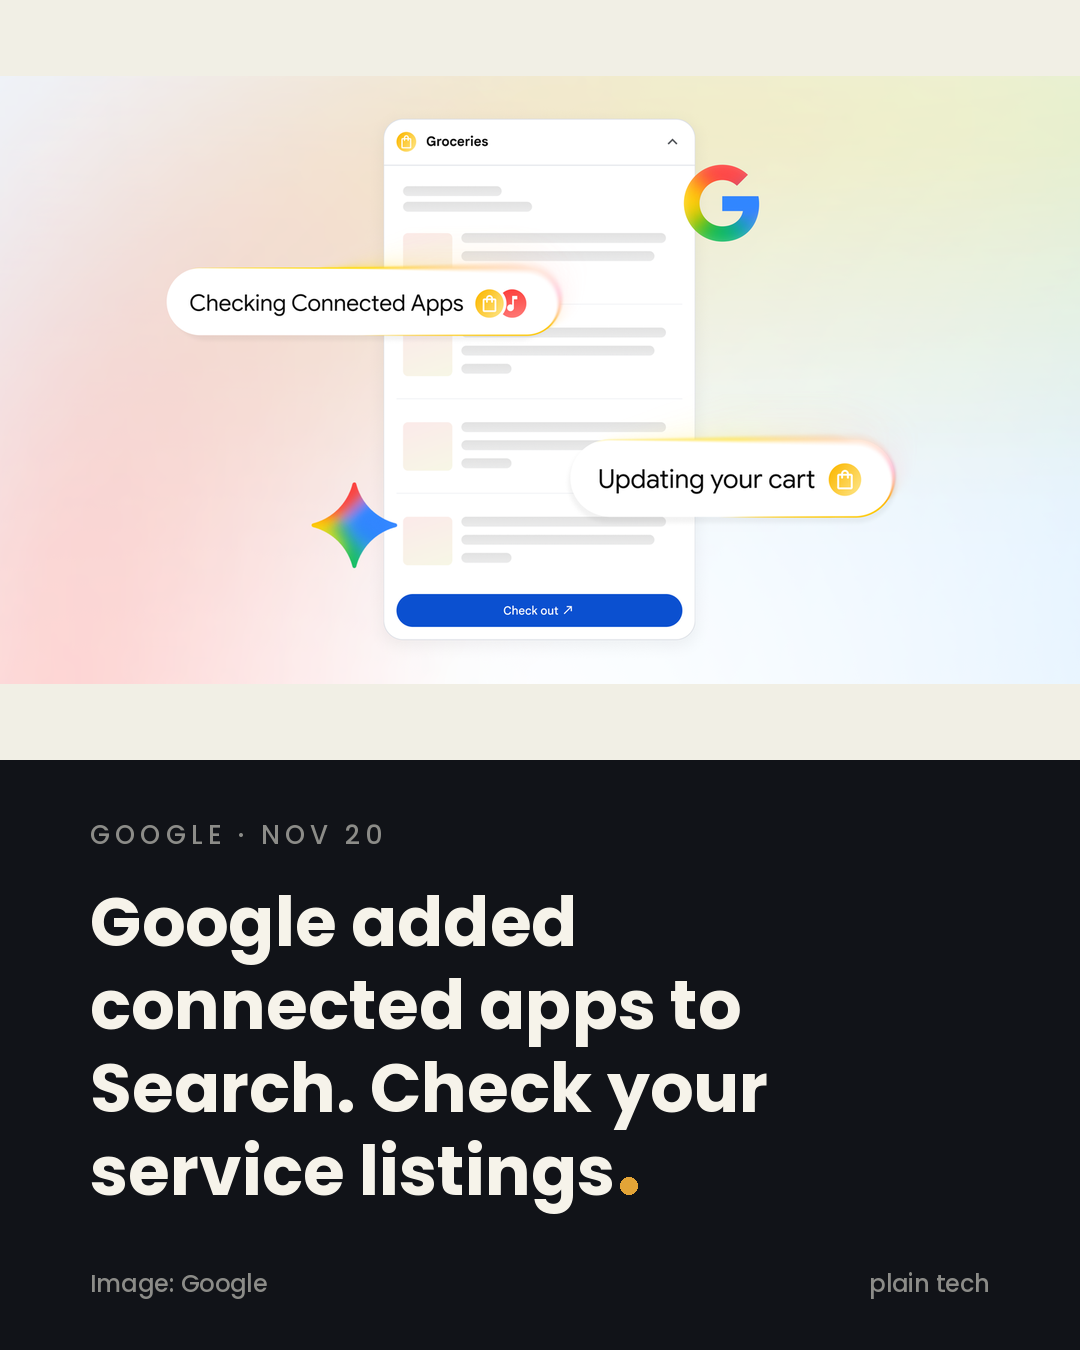 Groceries
Checking Connected Apps
Updating your cart
Check out ↗
GOOGLE · NOV 20
Google added
connected apps to
Search. Check your
service listings.
Image: Google
plain tech